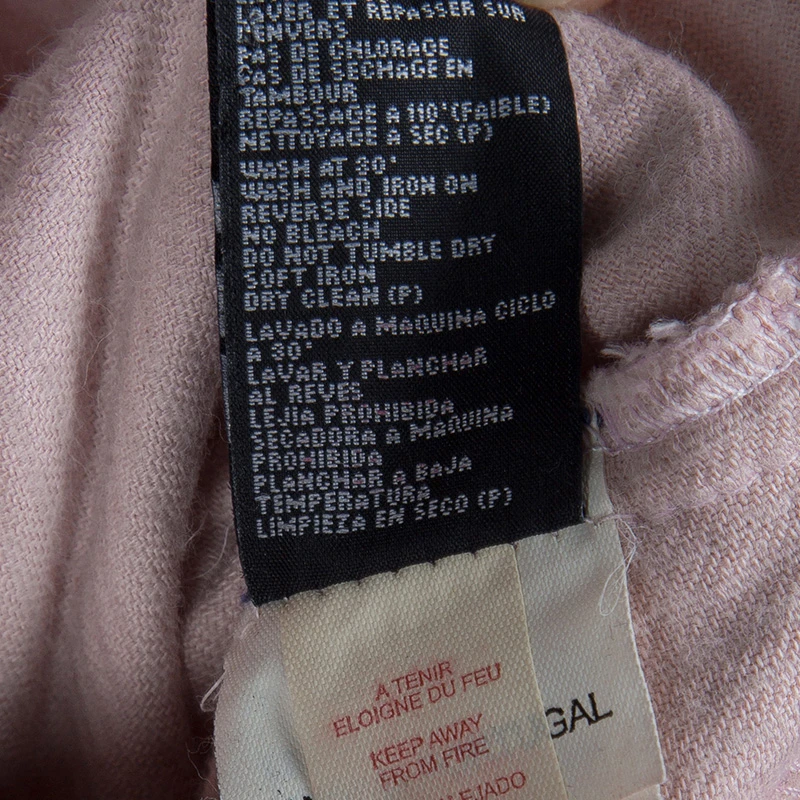 LAVER ET REPASSER SUR
L'ENVERS
PAS DE CHLORAGE
PAS DE SECHAGE EN
TAMBOUR
REPASSAGE A 110°(FAIBLE)
NETTOYAGE A SEC (P)
WASH AT 30°
WASH AND IRON ON
REVERSE SIDE
NO BLEACH
DO NOT TUMBLE DRY
SOFT IRON
DRY CLEAN (P)
LAVADO A MAQUINA CICLO
A 30°
LAVAR Y PLANCHAR
AL REVES
LEJIA PROHIBIDA
SECADORA A MAQUINA
PROHIBIDA
PLANCHAR A BAJA
TEMPERATURA
LIMPIEZA EN SECO (P)
A TENIR
ELOIGNE DU FEU
KEEP AWAY
FROM FIRE
GAL
LEJADO